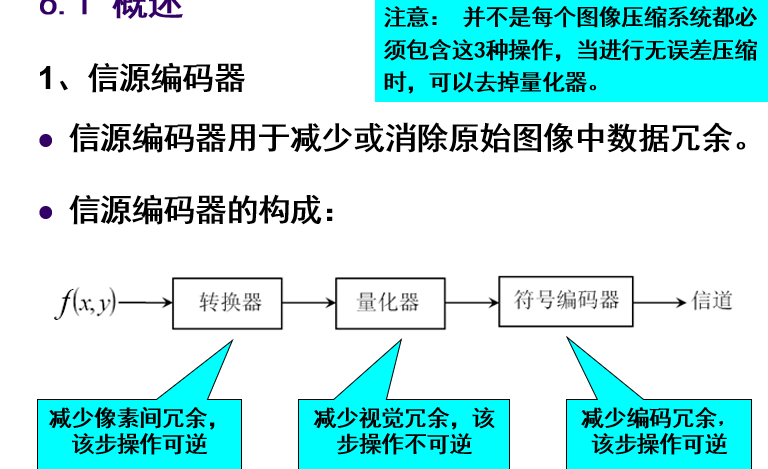 6.1 概述
注意： 并不是每个图像压缩系统都必
须包含这3种操作，当进行无误差压缩
时，可以去掉量化器。
1、信源编码器
● 信源编码器用于减少或消除原始图像中数据冗余。
● 信源编码器的构成：
f(x,y)
转换器
量化器
符号编码器
信道
减少像素间冗余，
该步操作可逆
减少视觉冗余，该
步操作不可逆
减少编码冗余，
该步操作可逆